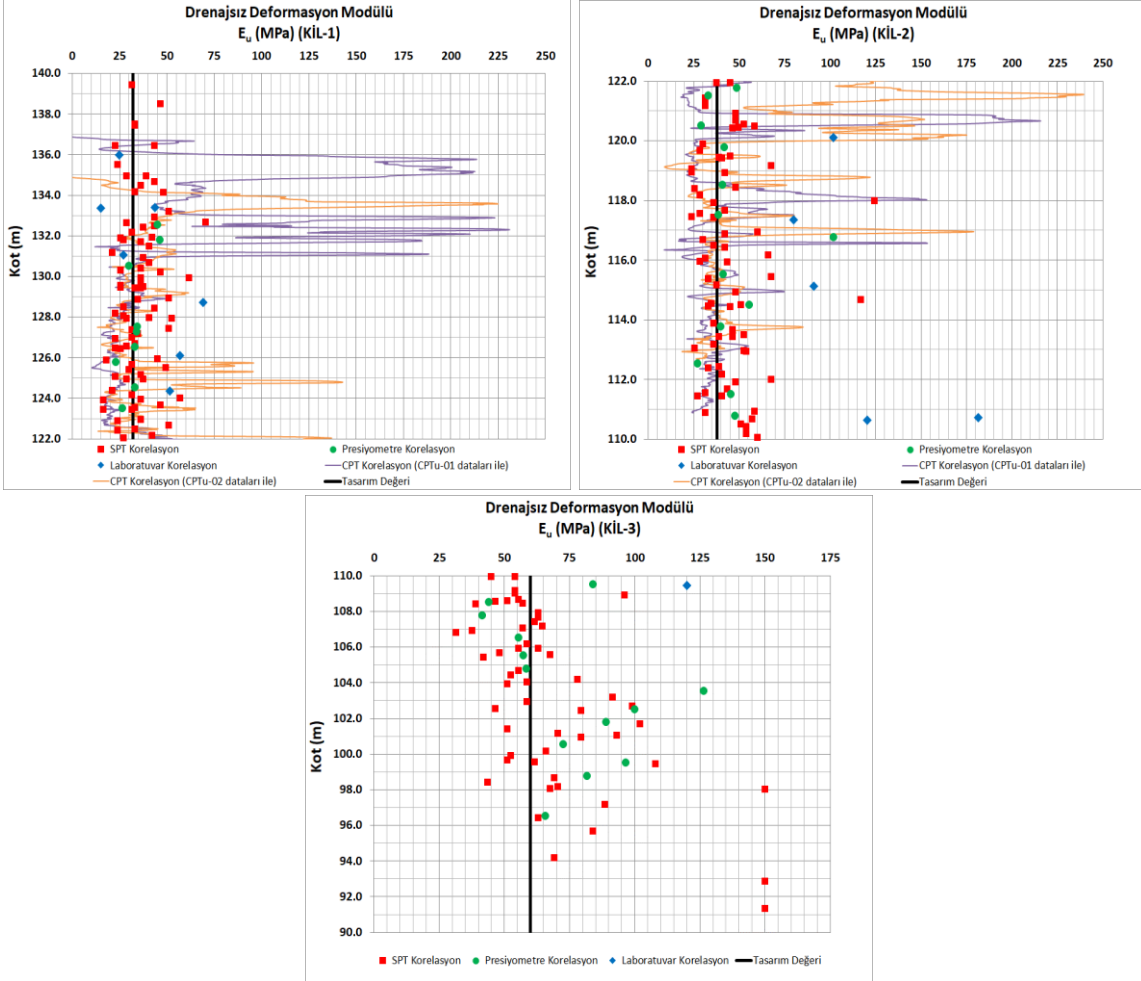 Drenajsız Deformasyon Modülü
E_u (MPa) (KİL-1)
0 25 50 75 100 125 150 175 200 225 250
140.0
138.0
136.0
134.0
132.0
130.0
128.0
126.0
124.0
122.0
Kot (m)
SPT Korelasyon
Presiyometre Korelasyon
Laboratuvar Korelasyon
CPT Korelasyon (CPTu-01 dataları ile)
CPT Korelasyon (CPTu-02 dataları ile)
Tasarım Değeri
Drenajsız Deformasyon Modülü
E_u (MPa) (KİL-2)
0 25 50 75 100 125 150 175 200 225 250
122.0
120.0
118.0
116.0
114.0
112.0
110.0
Kot (m)
SPT Korelasyon
Presiyometre Korelasyon
Laboratuvar Korelasyon
CPT Korelasyon (CPTu-01 dataları ile)
CPT Korelasyon (CPTu-02 dataları ile)
Tasarım Değeri
Drenajsız Deformasyon Modülü
E_u (MPa) (KİL-3)
0 25 50 75 100 125 150 175
110.0
108.0
106.0
104.0
102.0
100.0
98.0
96.0
94.0
92.0
90.0
Kot (m)
SPT Korelasyon Presiyometre Korelasyon Laboratuvar Korelasyon Tasarım Değeri